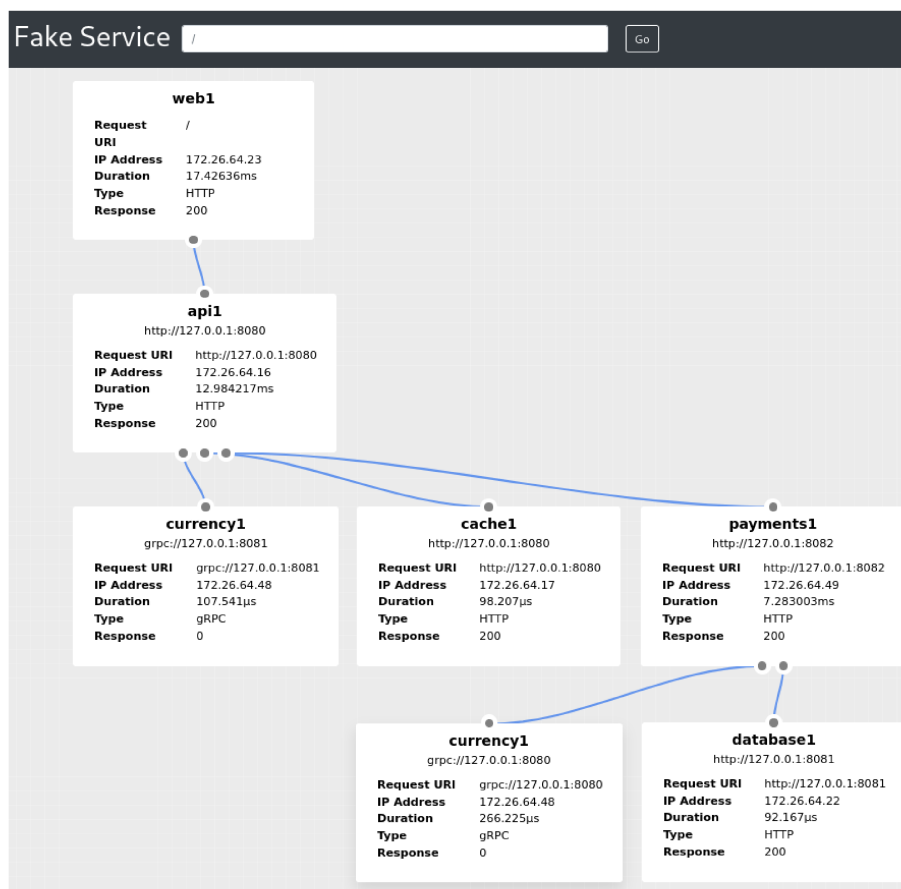 Fake Service / Go
web1
Request URI /
IP Address 172.26.64.23
Duration 17.42636ms
Type HTTP
Response 200
api1
http://127.0.0.1:8080
Request URI http://127.0.0.1:8080
IP Address 172.26.64.16
Duration 12.984217ms
Type HTTP
Response 200
currency1
grpc://127.0.0.1:8081
Request URI grpc://127.0.0.1:8081
IP Address 172.26.64.48
Duration 107.541µs
Type gRPC
Response 0
cache1
http://127.0.0.1:8080
Request URI http://127.0.0.1:8080
IP Address 172.26.64.17
Duration 98.207µs
Type HTTP
Response 200
payments1
http://127.0.0.1:8082
Request URI http://127.0.0.1:8082
IP Address 172.26.64.49
Duration 7.283003ms
Type HTTP
Response 200
currency1
grpc://127.0.0.1:8080
Request URI grpc://127.0.0.1:8080
IP Address 172.26.64.48
Duration 266.225µs
Type gRPC
Response 0
database1
http://127.0.0.1:8081
Request URI http://127.0.0.1:8081
IP Address 172.26.64.22
Duration 92.167µs
Type HTTP
Response 200